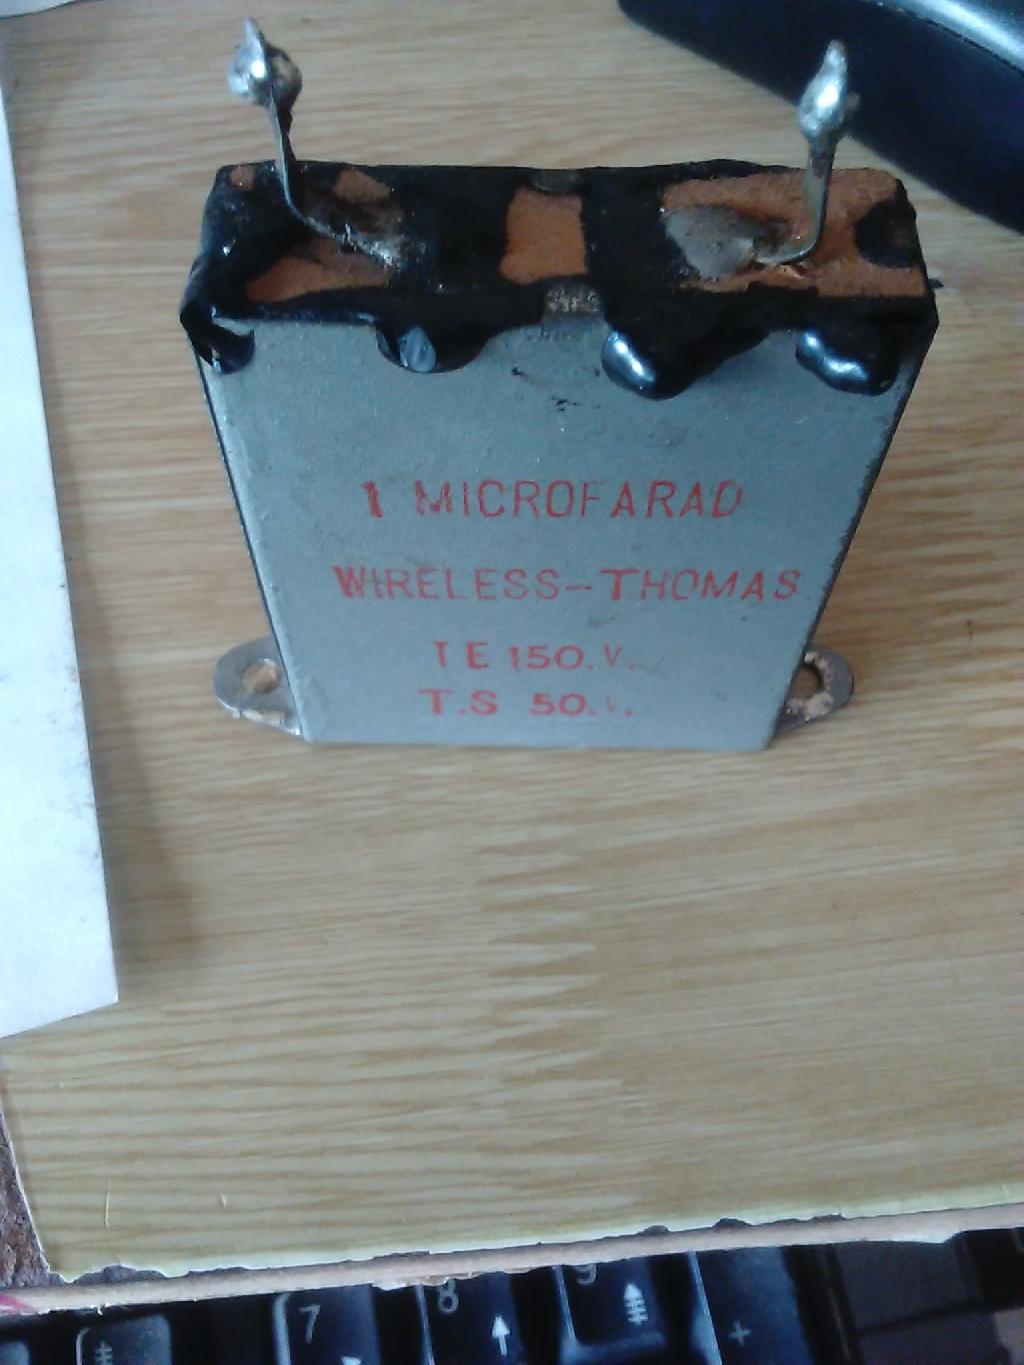 1 MICROFARAD
WIRELESS-THOMAS
T E 150.V.
T.S 50.V.
7
8
9
+